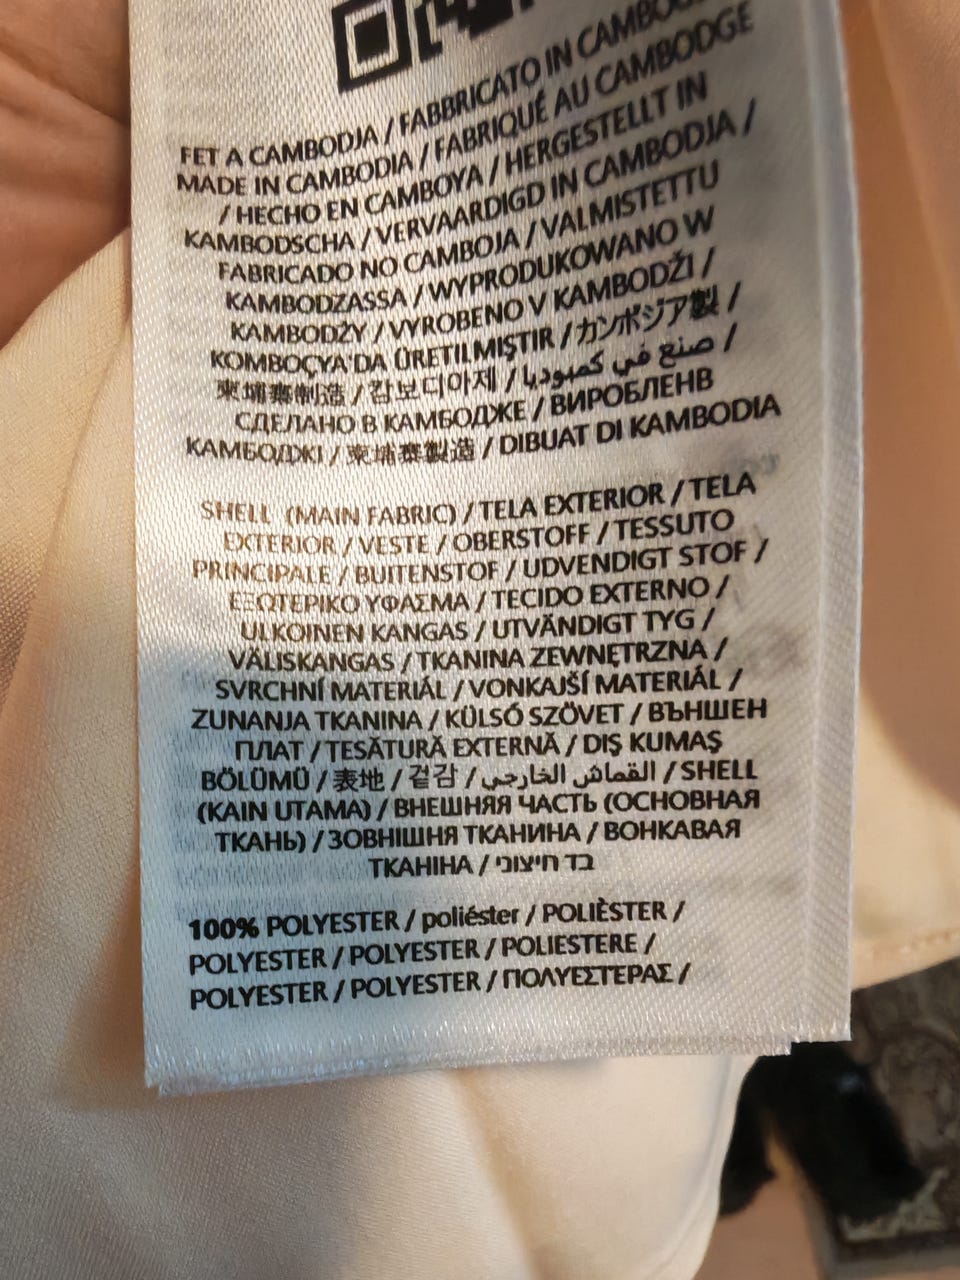 FET A CAMBODJA / FABBRICATO IN CAMBOGIA
MADE IN CAMBODIA / FABRIQUÉ AU CAMBODGE
/ HECHO EN CAMBOYA / HERGESTELLT IN
KAMBODSCHA / VERVAARDIGD IN CAMBODJA /
FABRICADO NO CAMBOJA / VALMISTETTU
KAMBODZASSA / WYPRODUKOWANO W
KAMBODŻY / VYROBENO V KAMBODŽI /
KOMBOÇYA'DA ÜRETILMIŞTIR / カンボジア製 /
柬埔寨制造 / 캄보디아제 / صنع في كمبوديا /
СДЕЛАНО В КАМБОДЖЕ / ВИРОБЛЕНВ
КАМБОДЖІ / 柬埔寨製造 / DIBUAT DI KAMBODIA
SHELL (MAIN FABRIC) / TELA EXTERIOR / TELA
EXTERIOR / VESTE / OBERSTOFF / TESSUTO
PRINCIPALE / BUITENSTOF / UDVENDIGT STOF /
ΕΞΩΤΕΡΙΚΟ ΥΦΑΣΜΑ / TECIDO EXTERNO /
ULKOINEN KANGAS / UTVÄNDIGT TYG /
VÄLISKANGAS / TKANINA ZEWNĘTRZNA /
SVRCHNÍ MATERIÁL / VONKAJŠÍ MATERIÁL /
ZUNANJA TKANINA / KÜLSŐ SZÖVET / ВЪНШЕН
ПЛАТ / ȚESĂTURĂ EXTERNĂ / DIŞ KUMAŞ
BÖLÜMÜ / 表地 / 겉감 / القماش الخارجي / SHELL
(KAIN UTAMA) / ВНЕШНЯЯ ЧАСТЬ (ОСНОВНАЯ
ТКАНЬ) / ЗОВНІШНЯ ТКАНИНА / ВОНКАВАЯ
ТКАНІНА / בד חיצוני
100% POLYESTER / poliéster / POLIÈSTER /
POLYESTER / POLYESTER / POLIESTERE /
POLYESTER / POLYESTER / ΠΟΛΥΕΣΤΕΡΑΣ /